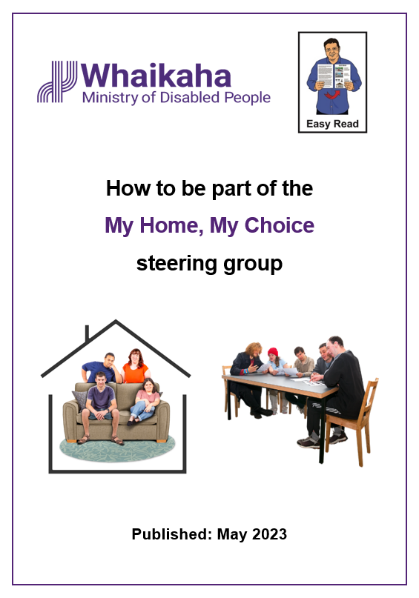 Whaikaha
Ministry of Disabled People
Easy Read
How to be part of the
My Home, My Choice
steering group
Published: May 2023